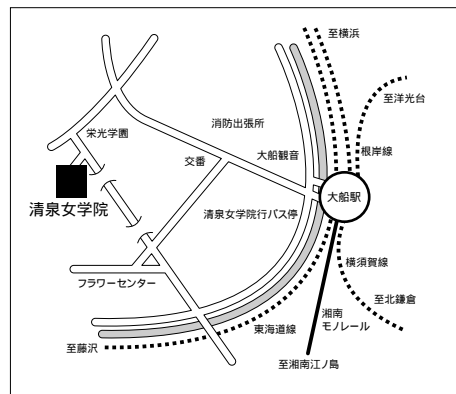 至横浜
至洋光台
消防出張所
栄光学園
大船観音
根岸線
交番
大船駅
清泉女学院
清泉女学院行バス停
横須賀線
フラワーセンター
至北鎌倉
湘南
モノレール
東海道線
至藤沢
至湘南江ノ島